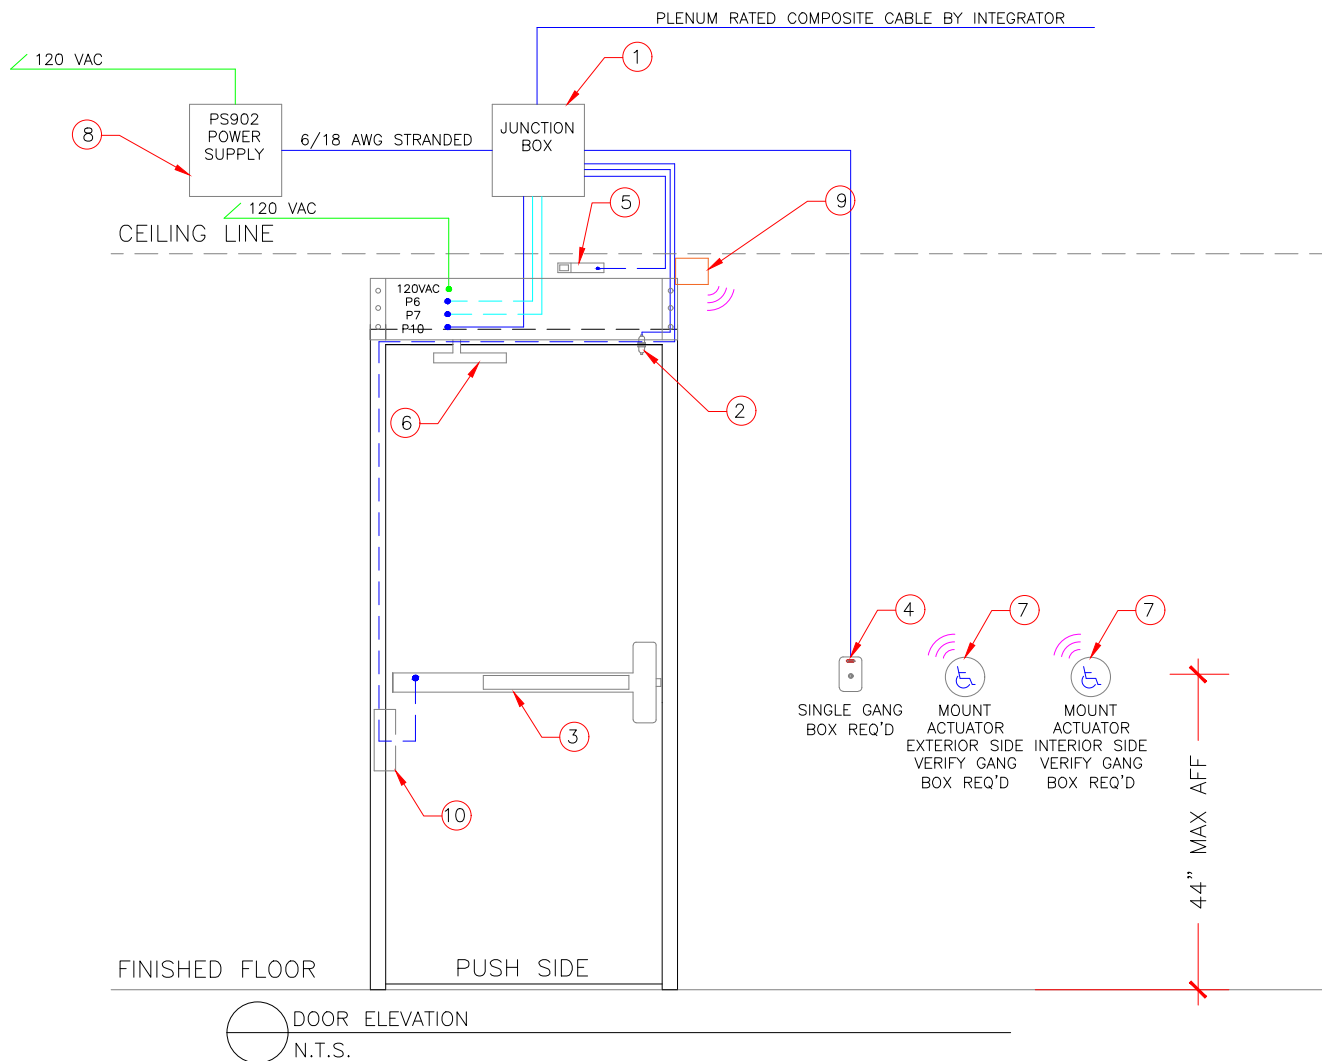 PLENUM RATED COMPOSITE CABLE BY INTEGRATOR
120 VAC
1
PS902
POWER
SUPPLY
8
6/18 AWG STRANDED
JUNCTION
BOX
120 VAC
5
9
CEILING LINE
120VAC
P6
P7
P10
6
2
4
7
7
SINGLE GANG
BOX REQ'D
MOUNT
ACTUATOR
EXTERIOR SIDE
VERIFY GANG
BOX REQ'D
MOUNT
ACTUATOR
INTERIOR SIDE
VERIFY GANG
BOX REQ'D
3
10
44" MAX AFF
FINISHED FLOOR
PUSH SIDE
DOOR ELEVATION
N.T.S.